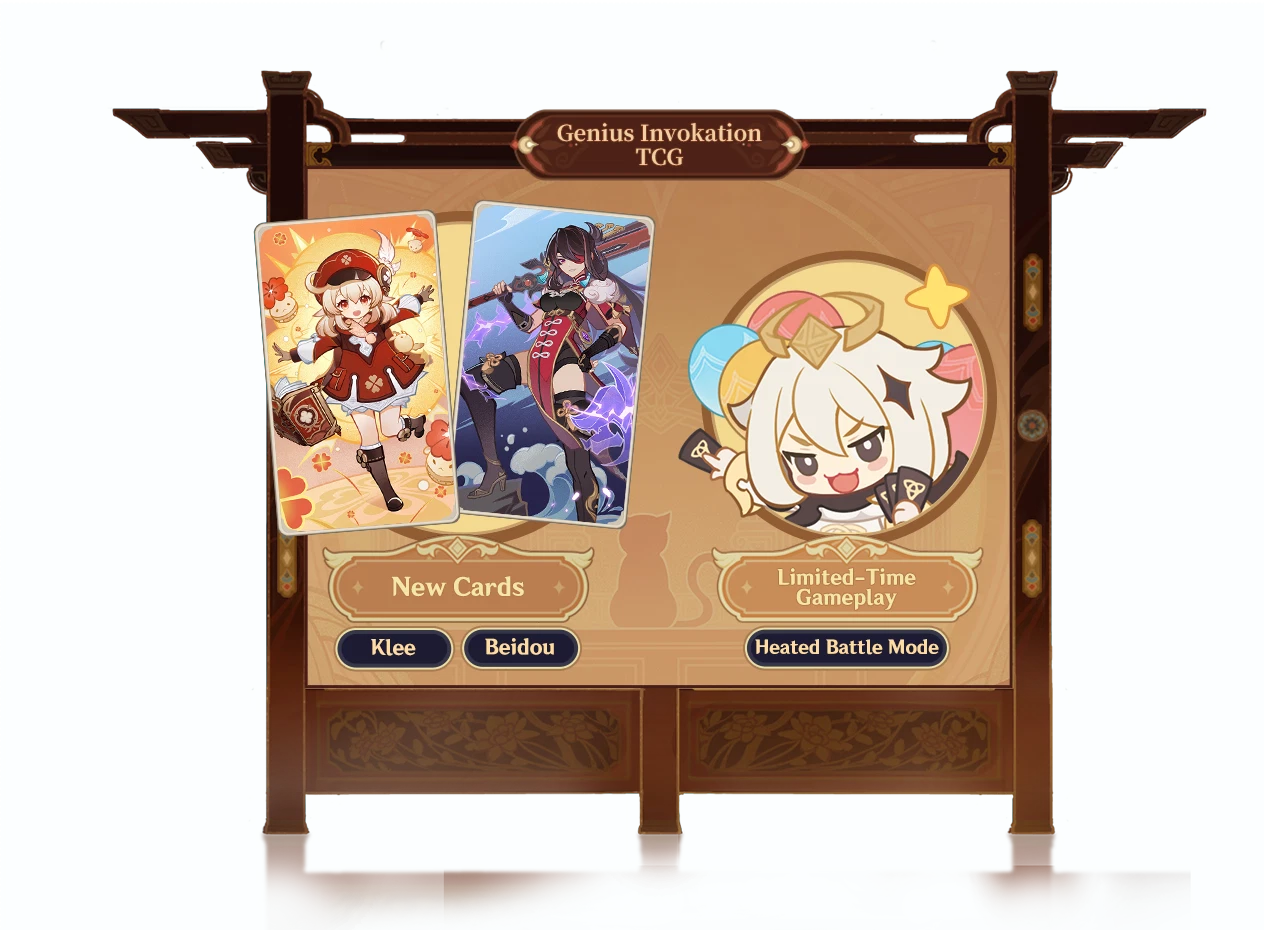 Genius Invokation
TCG
New Cards
Klee
Beidou
Limited-Time
Gameplay
Heated Battle Mode